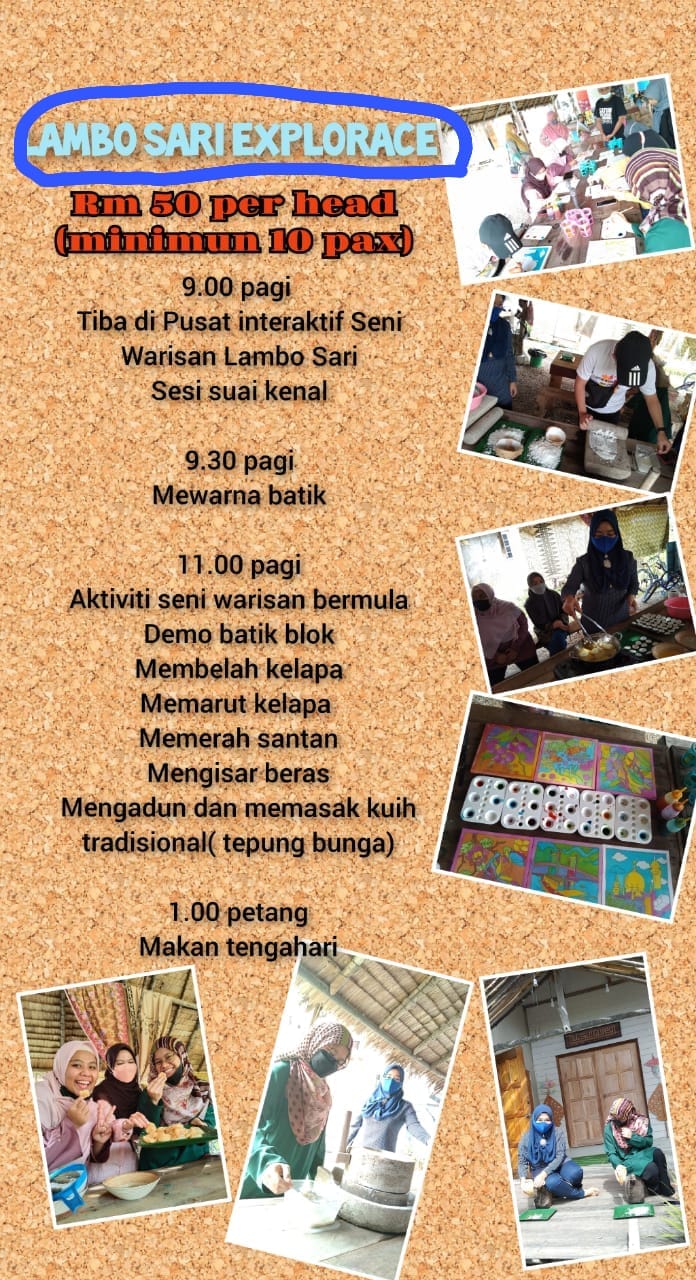 LAMBO SARI EXPLORACE
Rm 50 per head
(minimun 10 pax)
9.00 pagi
Tiba di Pusat interaktif Seni
Warisan Lambo Sari
Sesi suai kenal
9.30 pagi
Mewarna batik
11.00 pagi
Aktiviti seni warisan bermula
Demo batik blok
Membelah kelapa
Memarut kelapa
Memerah santan
Mengisar beras
Mengadun dan memasak kuih
tradisional( tepung bunga)
1.00 petang
Makan tengahari